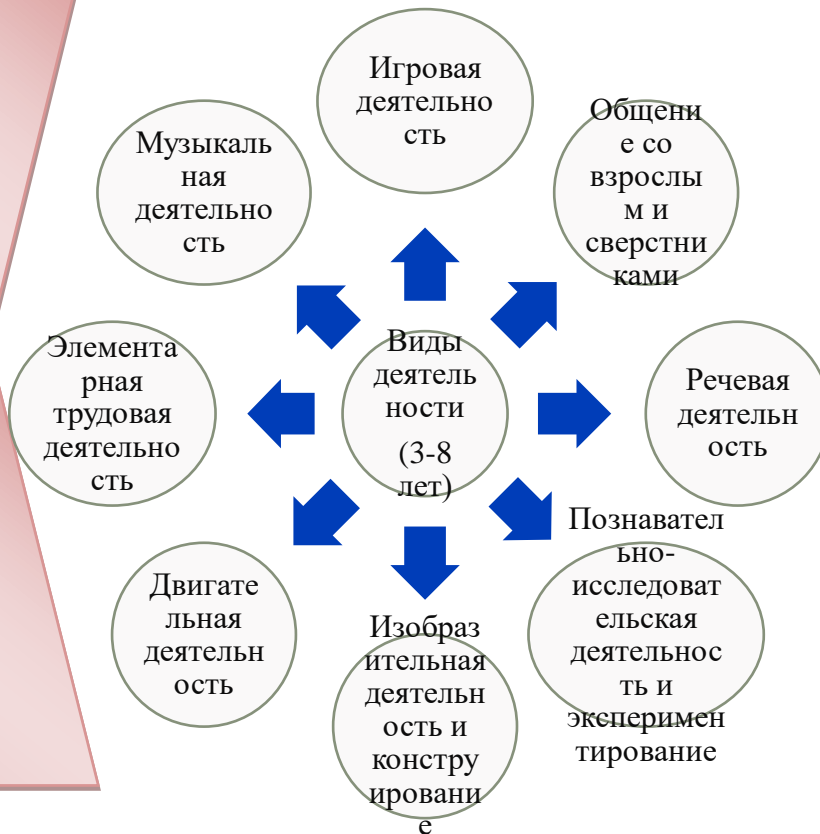 Игровая
деятельно
сть
Общени
е со
взрослы
м и
сверстни
ками
Речевая
деятельн
ость
Познавател
ьно-
исследоват
ельская
деятельнос
ть и
эксперимен
тирование
Изобраз
ительная
деятельн
ость и
констру
ировани
е
Двигате
льная
деятельн
ость
Элемента
рная
трудовая
деятельно
сть
Музыкаль
ная
деятельно
сть
Виды
деятель
ности
(3-8
лет)